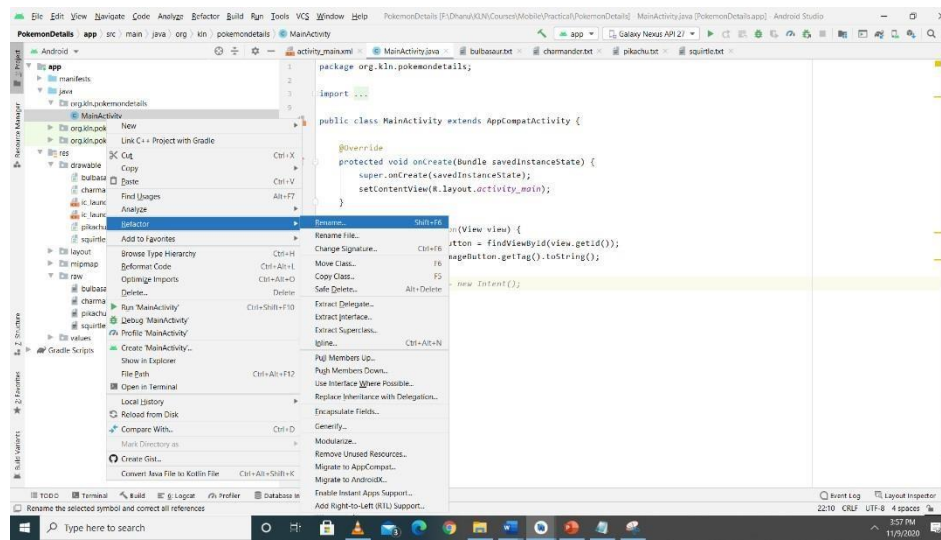 File Edit View Navigate Code Analyze Refactor Build Run Tools VCS Window Help PokemonDetails [F:\Dhanu\KLN\Courses\Mobile\Practical\PokemonDetails] - MainActivity.java [PokemonDetails.app] - Android Studio
PokemonDetails app src main java org kln pokemondetails MainActivity
app Galaxy Nexus API 27
Android
activity_main.xml MainActivity.java bulbasaur.txt charmander.txt pikachu.txt squirtle.txt
Project
Resource Manager
Z: Structure
2: Favorites
Build Variants
app
manifests
java
org.kln.pokemondetails
MainActivity
org.kln.pok
org.kln.pok
res
drawable
bulbasa
charma
ic_laun
ic_laun
pikachu
squirtle
layout
mipmap
raw
bulbasa
charma
pikachu
squirtle
values
Gradle Scripts
New
Link C++ Project with Gradle
Cut Ctrl+X
Copy
Paste Ctrl+V
Find Usages Alt+F7
Analyze
Refactor
Add to Favorites
Browse Type Hierarchy Ctrl+H
Reformat Code Ctrl+Alt+L
Optimize Imports Ctrl+Alt+O
Delete... Delete
Run 'MainActivity' Ctrl+Shift+F10
Debug 'MainActivity'
Profile 'MainActivity'
Create 'MainActivity'...
Show in Explorer
File Path Ctrl+Alt+F12
Open in Terminal
Local History
Reload from Disk
Compare With... Ctrl+D
Mark Directory as
Create Gist...
Convert Java File to Kotlin File Ctrl+Alt+Shift+K
Rename... Shift+F6
Rename File...
Change Signature... Ctrl+F6
Move Class... F6
Copy Class... F5
Safe Delete... Alt+Delete
Extract Delegate...
Extract Interface...
Extract Superclass...
Inline... Ctrl+Alt+N
Pull Members Up...
Push Members Down...
Use Interface Where Possible...
Replace Inheritance with Delegation...
Encapsulate Fields...
Generify...
Modularize...
Remove Unused Resources...
Migrate to AppCompat...
Migrate to AndroidX...
Enable Instant Apps Support...
Add Right-to-Left (RTL) Support...
1 package org.kln.pokemondetails;
2
3 import ...
public class MainActivity extends AppCompatActivity {
@Override
protected void onCreate(Bundle savedInstanceState) {
super.onCreate(savedInstanceState);
setContentView(R.layout.activity_main);
}
(View view) {
utton = findViewById(view.getid());
mageButton.getTag().toString();
new Intent();
TODO Terminal Build 6: Logcat Profiler Database In
Event Log Layout Inspector
Rename the selected symbol and correct all references
22:10 CRLF UTF-8 4 spaces
Type here to search
3:57 PM
11/9/2020